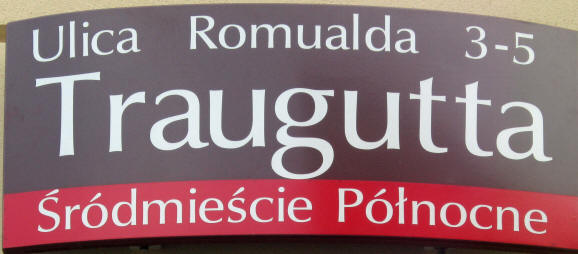 Ulica Romualda 3-5
Traugutta
Śródmieście Północne